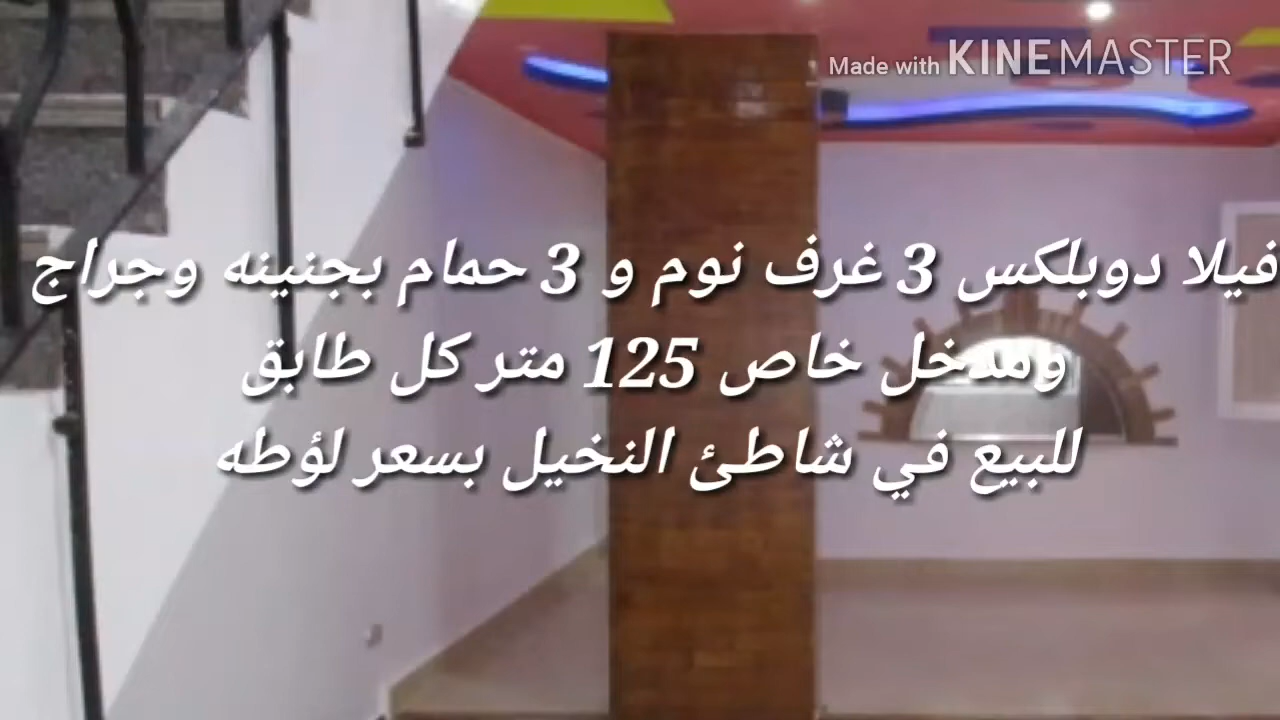 Made with KINEMASTER
فيلا دوبلكس 3 غرف نوم و 3 حمام بجنينه وجراج
ومدخل خاص 125 متر كل طابق
للبيع في شاطئ النخيل بسعر لؤطه